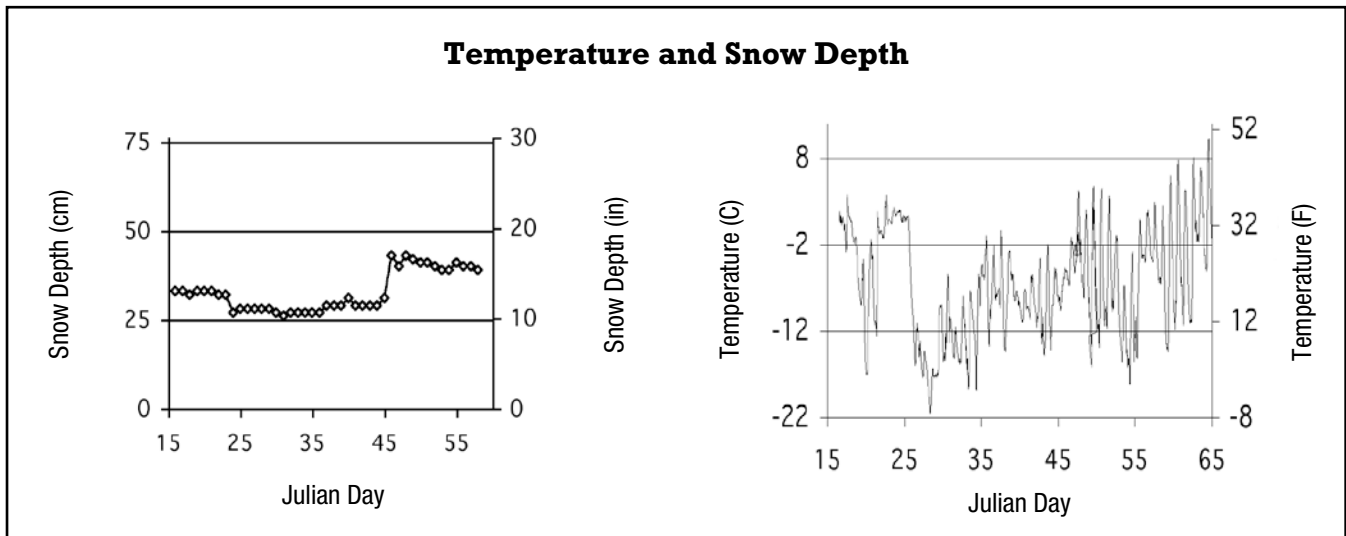 Temperature and Snow Depth
Snow Depth (cm)
75
50
25
0
30
20
10
0
Snow Depth (in)
15 25 35 45 55
Julian Day
Temperature (C)
8
-2
-12
-22
52
32
12
-8
Temperature (F)
15 25 35 45 55 65
Julian Day